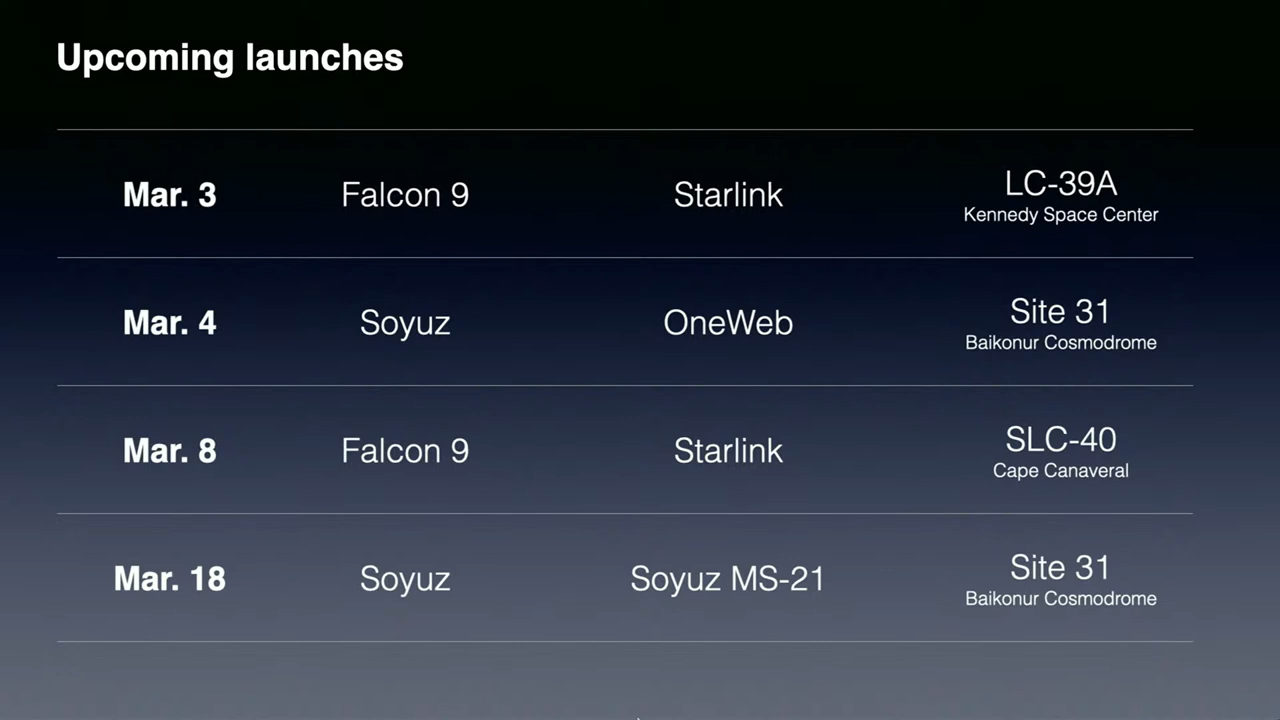 Upcoming launches
Mar. 3 Falcon 9 Starlink LC-39A
Kennedy Space Center
Mar. 4 Soyuz OneWeb Site 31
Baikonur Cosmodrome
Mar. 8 Falcon 9 Starlink SLC-40
Cape Canaveral
Mar. 18 Soyuz Soyuz MS-21 Site 31
Baikonur Cosmodrome